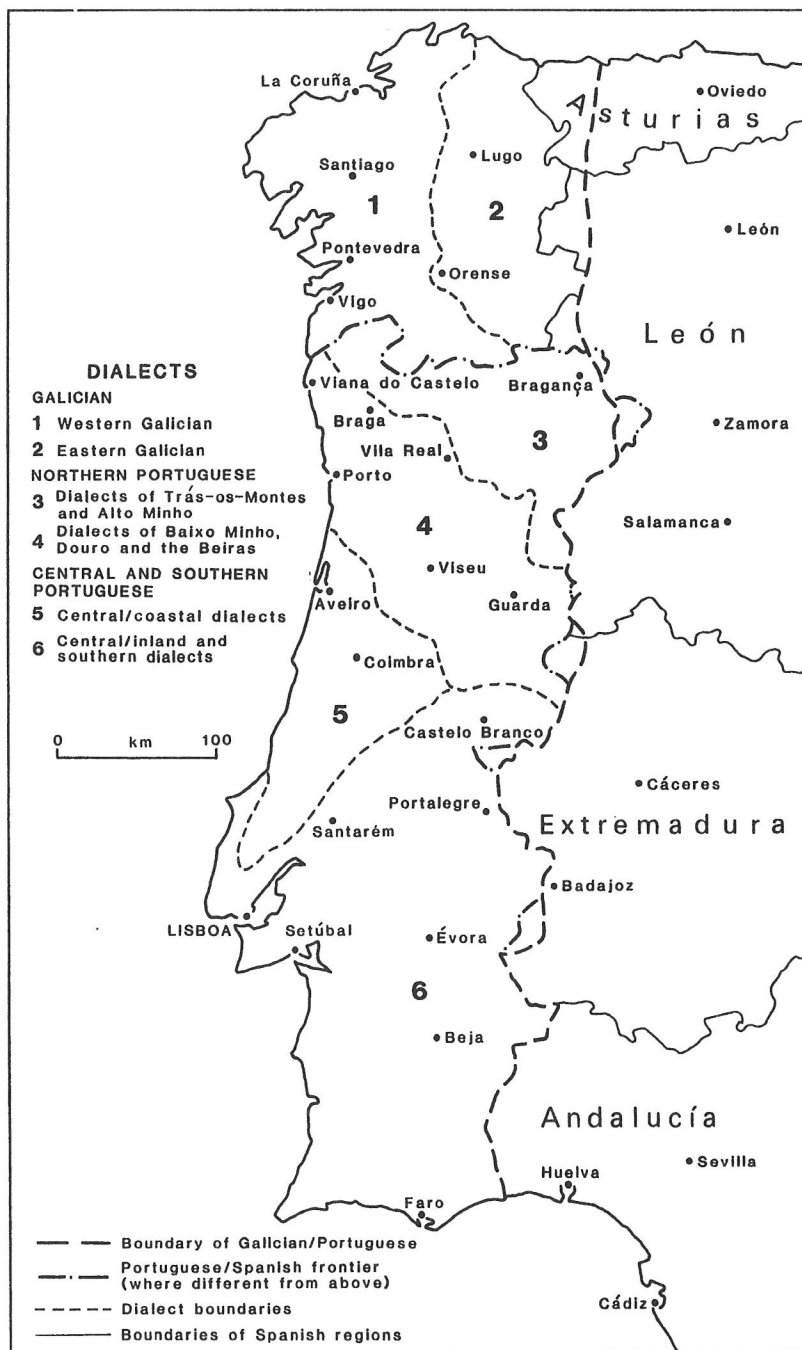 La Coruña
Oviedo
Asturias
Santiago
Lugo
1
2
León
Pontevedra
Orense
Vigo
León
DIALECTS
GALICIAN
1 Western Galician
2 Eastern Galician
NORTHERN PORTUGUESE
3 Dialects of Trás-os-Montes
and Alto Minho
4 Dialects of Baixo Minho,
Douro and the Beiras
CENTRAL AND SOUTHERN
PORTUGUESE
5 Central/coastal dialects
6 Central/inland and
southern dialects
0 km 100
Viana do Castelo
Bragança
Braga
Zamora
3
Vila Real
Porto
Salamanca
4
Viseu
Aveiro
Guarda
Coimbra
5
Castelo Branco
Cáceres
Portalegre
Santarém
Extremadura
Badajoz
LISBOA
Setúbal
Évora
6
Beja
Andalucía
Sevilla
Huelva
Faro
Cádiz
Boundary of Galician/Portuguese
Portuguese/Spanish frontier
(where different from above)
Dialect boundaries
Boundaries of Spanish regions